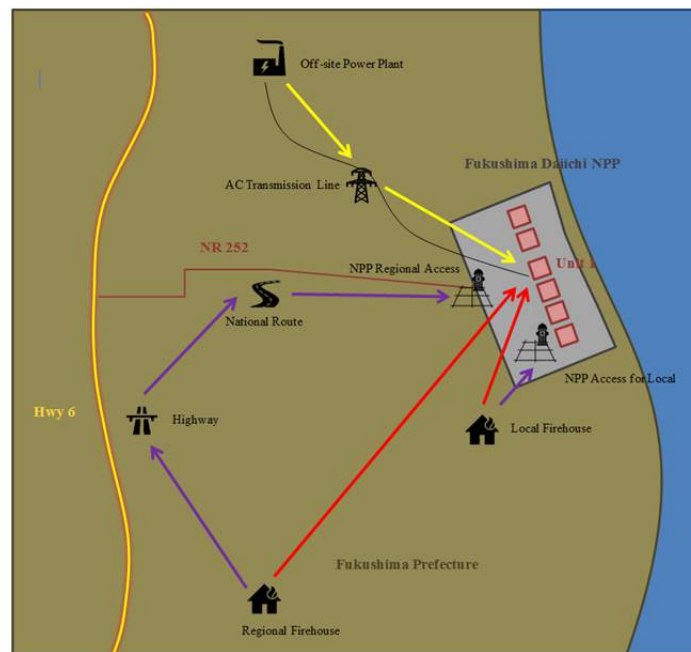 Off-site Power Plant
Fukushima Daiichi NPP
AC Transmission Line
NR 252
Unit 1
NPP Regional Access
National Route
NPP Access for Local
Hwy 6
Highway
Local Firehouse
Fukushima Prefecture
Regional Firehouse